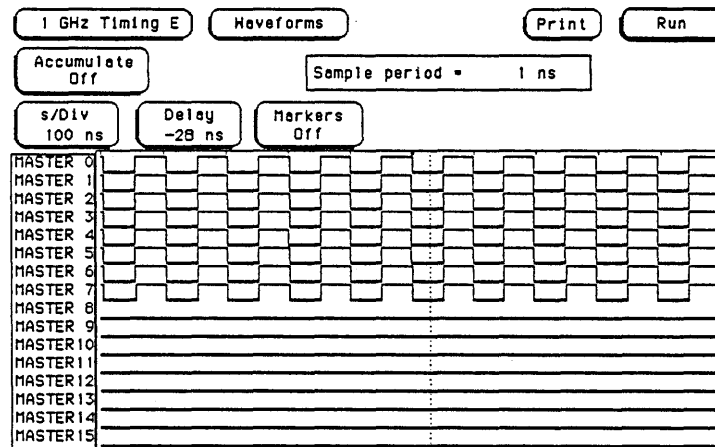 1 GHz Timing E Waveforms Print Run
Accumulate
Off
Sample period = 1 ns
s/Div
100 ns
Delay
-28 ns
Markers
Off
MASTER 0
MASTER 1
MASTER 2
MASTER 3
MASTER 4
MASTER 5
MASTER 6
MASTER 7
MASTER 8
MASTER 9
MASTER10
MASTER11
MASTER12
MASTER13
MASTER14
MASTER15